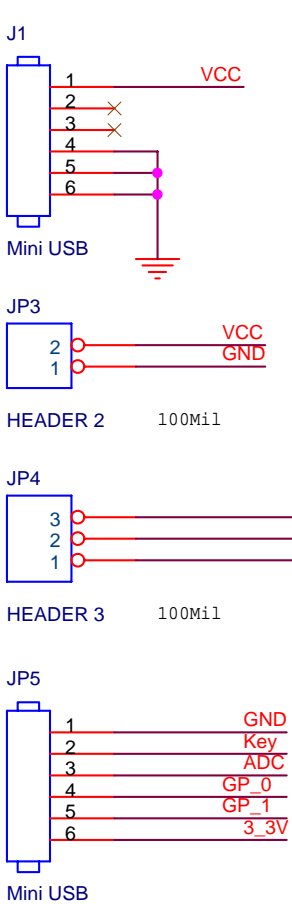 J1
1 VCC
2
3
4
5
6
Mini USB
JP3
2 VCC
1 GND
HEADER 2 100Mil
JP4
3
2
1
HEADER 3 100Mil
JP5
1 GND
2 Key
3 ADC
4 GP_0
5 GP_1
6 3_3V
Mini USB